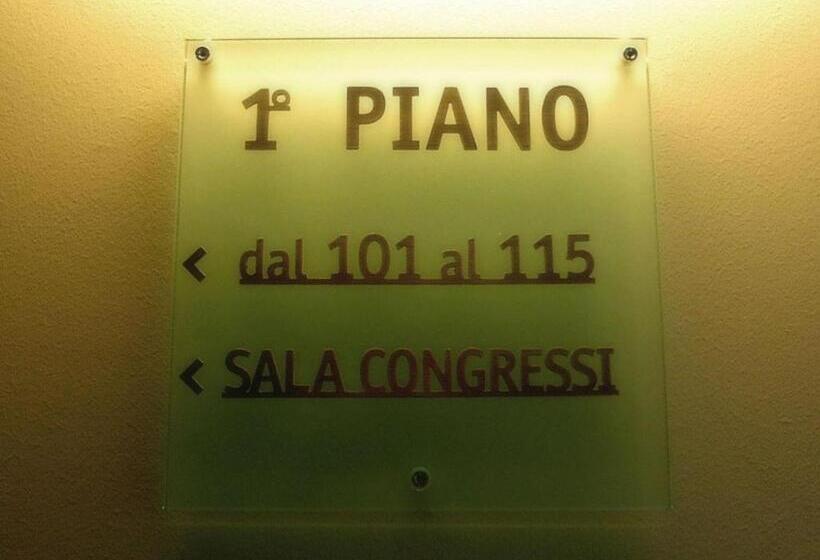 1º PIANO
< dal 101 al 115
< SALA CONGRESSI